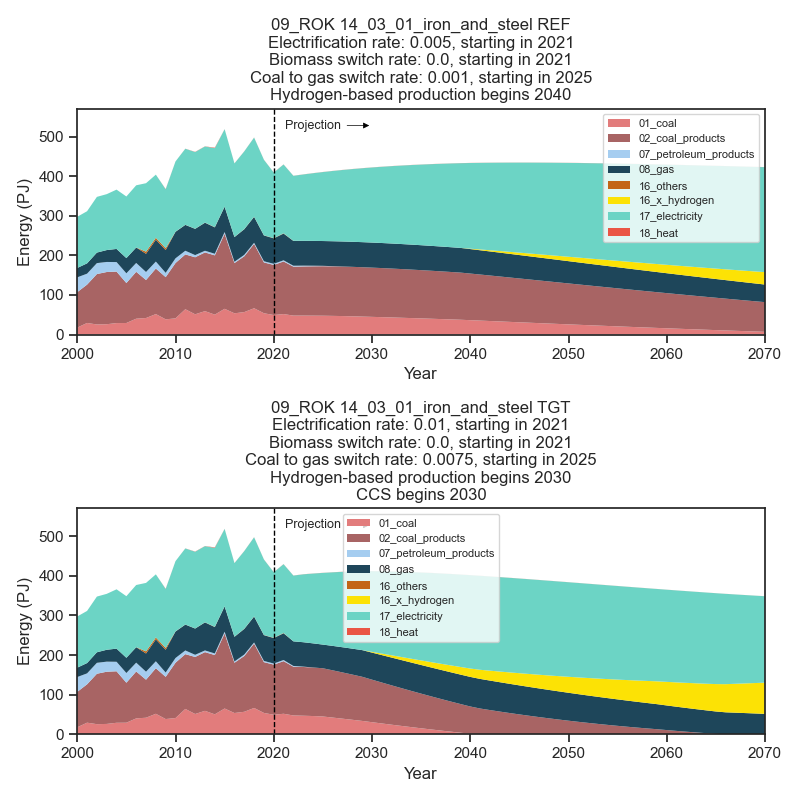 09_ROK 14_03_01_iron_and_steel REF
Electrification rate: 0.005, starting in 2021
Biomass switch rate: 0.0, starting in 2021
Coal to gas switch rate: 0.001, starting in 2025
Hydrogen-based production begins 2040
Projection
01_coal
02_coal_products
07_petroleum_products
08_gas
16_others
16_x_hydrogen
17_electricity
18_heat
Energy (PJ)
500
400
300
200
100
0
2000 2010 2020 2030 2040 2050 2060 2070
Year
09_ROK 14_03_01_iron_and_steel TGT
Electrification rate: 0.01, starting in 2021
Biomass switch rate: 0.0, starting in 2021
Coal to gas switch rate: 0.0075, starting in 2025
Hydrogen-based production begins 2030
CCS begins 2030
Projection
01_coal
02_coal_products
07_petroleum_products
08_gas
16_others
16_x_hydrogen
17_electricity
18_heat
Energy (PJ)
500
400
300
200
100
0
2000 2010 2020 2030 2040 2050 2060 2070
Year